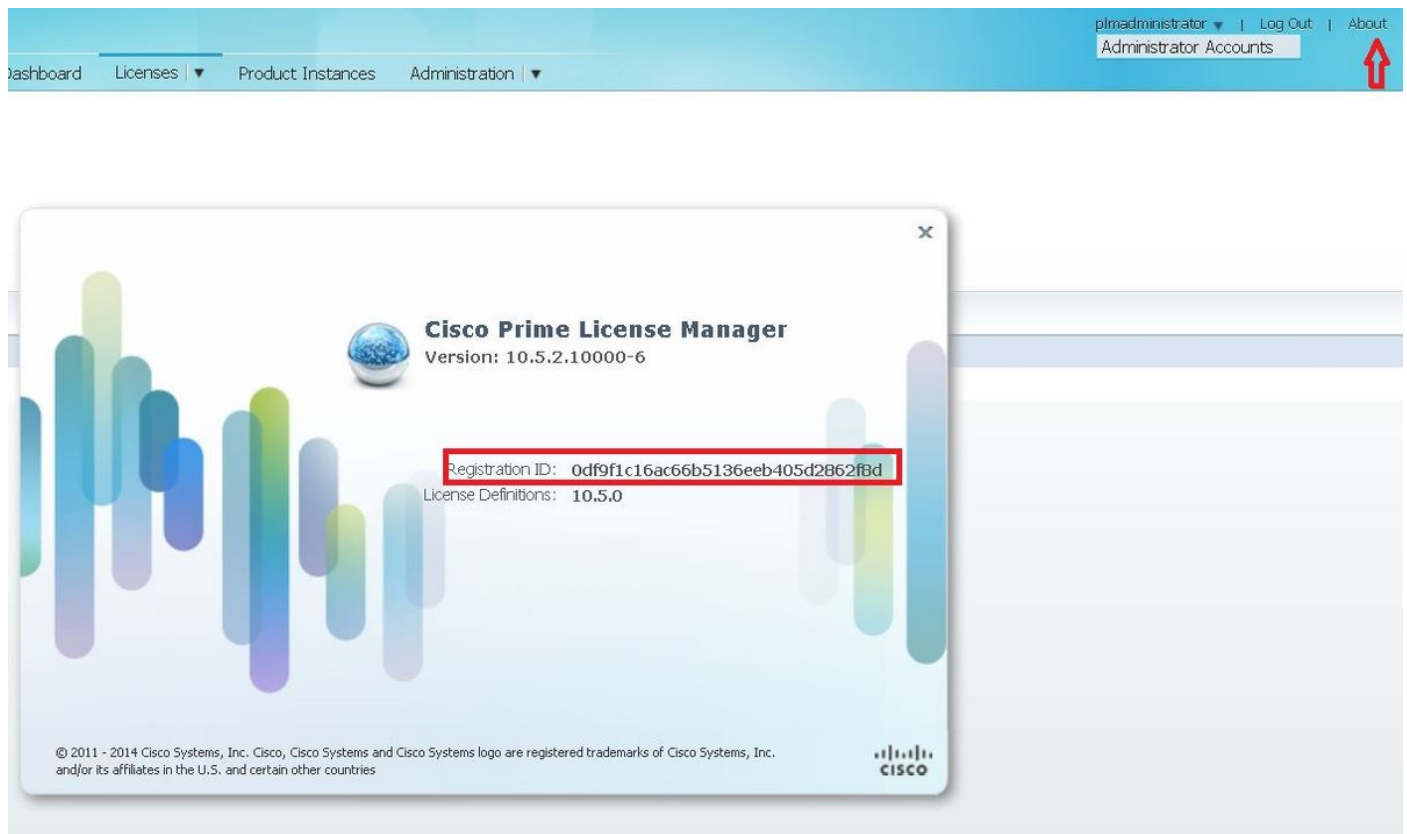 plmadministrator ▼ | Log Out | About
Administrator Accounts
Dashboard Licenses | ▼ Product Instances Administration | ▼
x
Cisco Prime License Manager
Version: 10.5.2.10000-6
Registration ID: 0df9f1c16ac66b5136eeb405d2862f8d
License Definitions: 10.5.0
© 2011 - 2014 Cisco Systems, Inc. Cisco, Cisco Systems and Cisco Systems logo are registered trademarks of Cisco Systems, Inc.
and/or its affiliates in the U.S. and certain other countries
CISCO